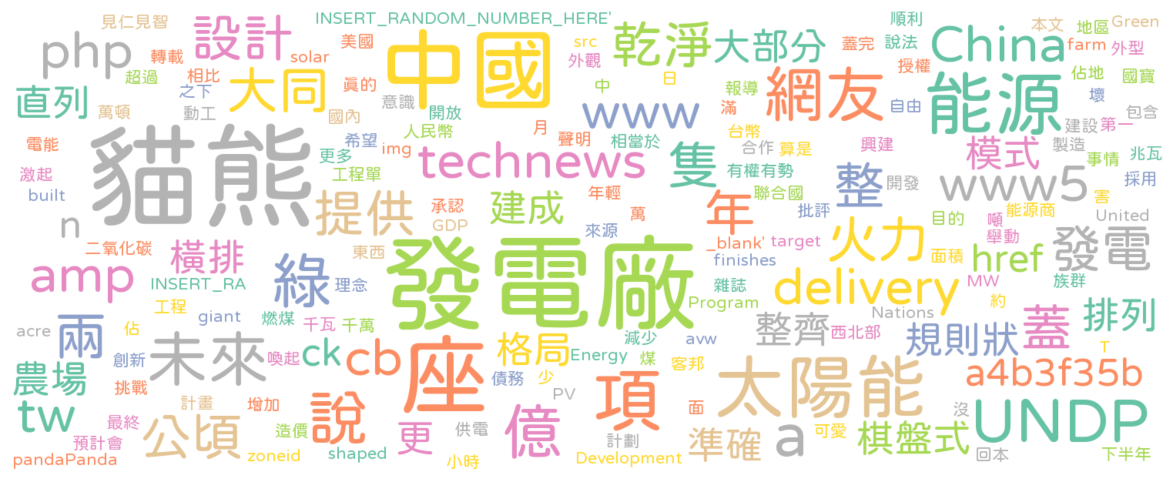 見仁見智 INSERT_RANDOM_NUMBER_HERE' 順利 本文 地區 Green
php 轉載 設計 美國 中國 src 乾淨 大部分 蓋完 說法 China farm 外型
solar 外觀 授權
超過 相比 大同 真的 中 日 報導 網友 能源 佔地 國寶
直列 之下 意識 開放 www 滿 自由 壞 包含
萬頓 動工 國內 人民幣 月 聲明 相當於 台幣 建設 第一
電能 貓熊 希望 img technews 隻 合作 算是 興建 模式 製造 兆瓦
激起 更多 有權有勢 整 開發 www5 事情 採用
built 工程單 提供 承認 建成 年輕 萬 年 聯合國 批評 害
n GDP 來源 火力 目的 噸 能源商 United
二氧化碳 橫排 東西 發電廠 _blank' target 舉動 發電
amp 綠 finishes 面積 href 族群
INSERT_RA 理念 雜誌 delivery MW
工程 giant 燃煤 千瓦 千萬 Program 約 Nations 蓋 排列
acre 兩 佔 未來 減少 avw 整齊 西北部 規則狀 T
創新 喚起 ck cb 座 格局 Energy 煤 客邦
農場 挑戰 債務 少 項 太陽能 a4b3f35b
tw 計畫 增加 PV 面 沒 UNDP
最終 公頃 造價 說 更 供電 億 計劃 準確 a 可愛 棋盤式
預計會 回本
pandaPanda zoneid shaped 小時 Development 下半年